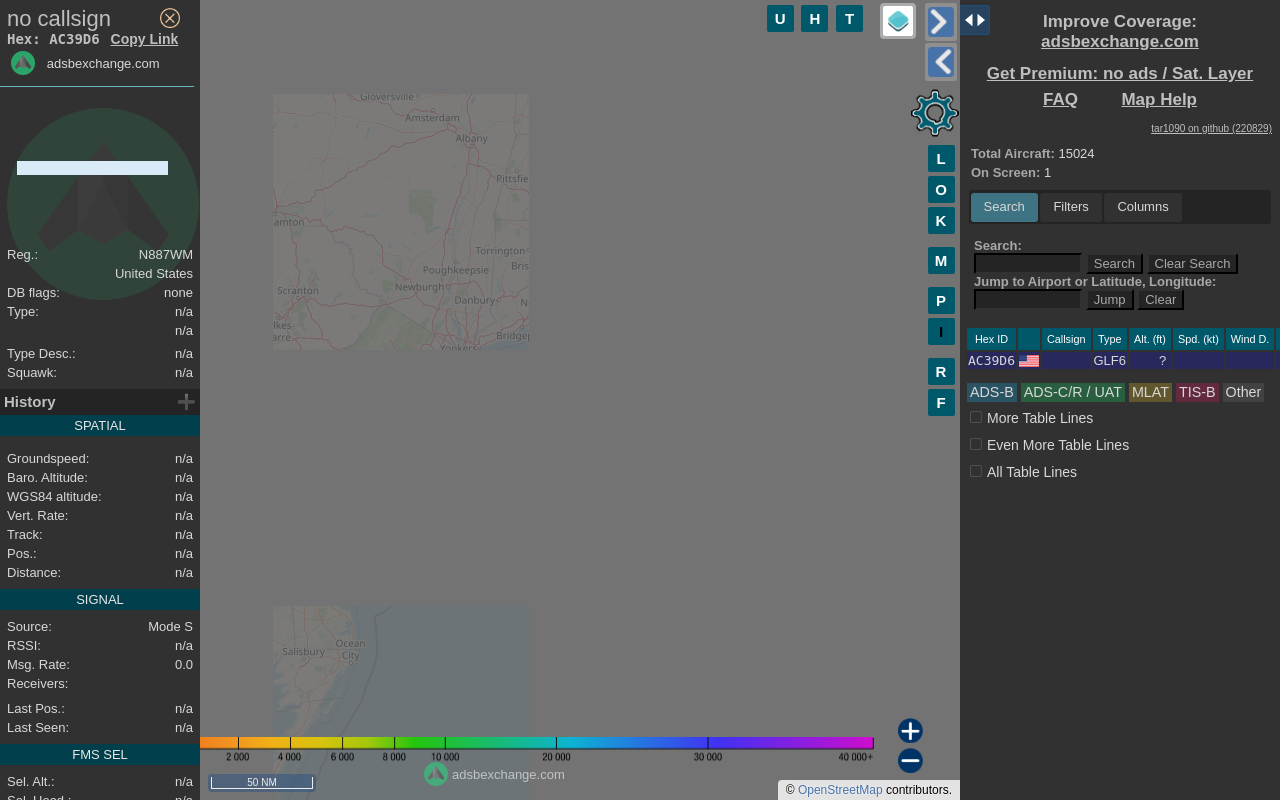 no callsign
Hex: AC39D6 Copy Link
adsbexchange.com
Reg.: N887WM
United States
DB flags: none
Type: n/a
n/a
Type Desc.: n/a
Squawk: n/a
History
SPATIAL
Groundspeed: n/a
Baro. Altitude: n/a
WGS84 altitude: n/a
Vert. Rate: n/a
Track: n/a
Pos.: n/a
Distance: n/a
SIGNAL
Source: Mode S
RSSI: n/a
Msg. Rate: 0.0
Receivers:
Last Pos.: n/a
Last Seen: n/a
FMS SEL
Sel. Alt.: n/a
Sel. Head.: n/a
U H T
L
O
K
M
P
I
R
F
Gloversville
Amsterdam
Albany
Pittsfie
amton
Torrington
Bris
Poughkeepsie
Newburgh
Scranton
Danbury
N
lkes-
arre
Bridgep
Yonkers
Salisbury
Ocean
City
2 000 4 000 6 000 8 000 10 000 20 000 30 000 40 000+
adsbexchange.com
50 NM
© OpenStreetMap contributors.
Improve Coverage:
adsbexchange.com
Get Premium: no ads / Sat. Layer
FAQ Map Help
tar1090 on github (220829)
Total Aircraft: 15024
On Screen: 1
Search Filters Columns
Search:
Search Clear Search
Jump to Airport or Latitude, Longitude:
Jump Clear
Hex ID Callsign Type Alt. (ft) Spd. (kt) Wind D.
AC39D6 GLF6 ?
ADS-B ADS-C/R / UAT MLAT TIS-B Other
More Table Lines
Even More Table Lines
All Table Lines